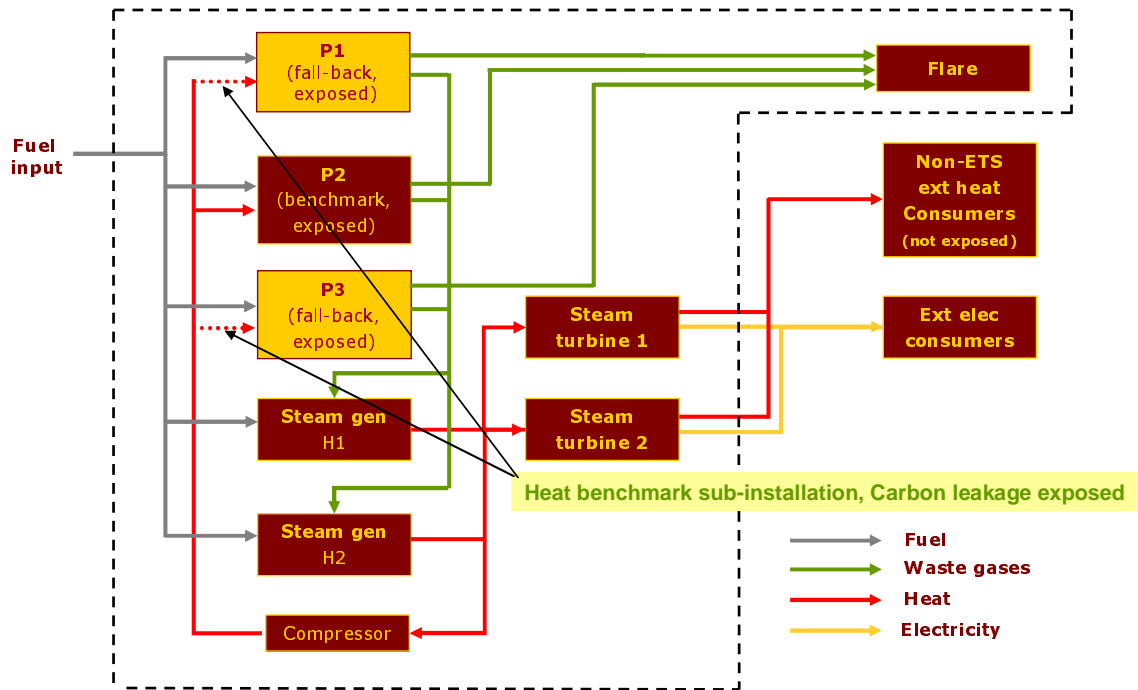 P1
(fall-back,
exposed)
Flare
Fuel
input
P2
(benchmark,
exposed)
Non-ETS
ext heat
Consumers
(not exposed)
P3
(fall-back,
exposed)
Steam
turbine 1
Ext elec
consumers
Steam gen
H1
Steam
turbine 2
Heat benchmark sub-installation, Carbon leakage exposed
Steam gen
H2
Fuel
Waste gases
Heat
Electricity
Compressor